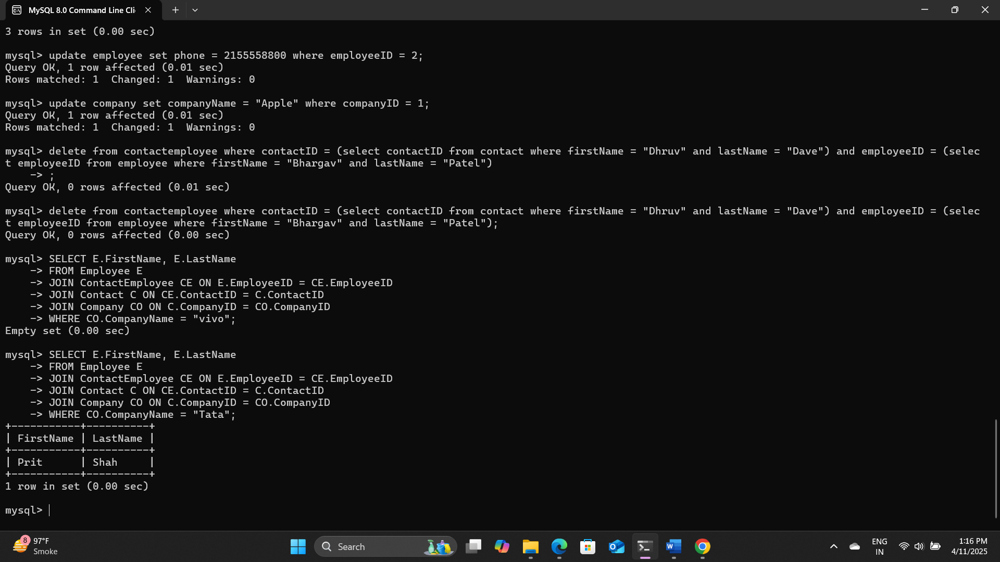 MySQL 8.0 Command Line Cli
3 rows in set (0.00 sec)
mysql> update employee set phone = 2155558800 where employeeID = 2;
Query OK, 1 row affected (0.01 sec)
Rows matched: 1  Changed: 1  Warnings: 0
mysql> update company set companyName = "Apple" where companyID = 1;
Query OK, 1 row affected (0.01 sec)
Rows matched: 1  Changed: 1  Warnings: 0
mysql> delete from contactemployee where contactID = (select contactID from contact where firstName = "Dhruv" and lastName = "Dave") and employeeID = (selec
t employeeID from employee where firstName = "Bhargav" and lastName = "Patel")
    -> ;
Query OK, 0 rows affected (0.01 sec)
mysql> delete from contactemployee where contactID = (select contactID from contact where firstName = "Dhruv" and lastName = "Dave") and employeeID = (selec
t employeeID from employee where firstName = "Bhargav" and lastName = "Patel");
Query OK, 0 rows affected (0.00 sec)
mysql> SELECT E.FirstName, E.LastName
    -> FROM Employee E
    -> JOIN ContactEmployee CE ON E.EmployeeID = CE.EmployeeID
    -> JOIN Contact C ON CE.ContactID = C.ContactID
    -> JOIN Company CO ON C.CompanyID = CO.CompanyID
    -> WHERE CO.CompanyName = "vivo";
Empty set (0.00 sec)
mysql> SELECT E.FirstName, E.LastName
    -> FROM Employee E
    -> JOIN ContactEmployee CE ON E.EmployeeID = CE.EmployeeID
    -> JOIN Contact C ON CE.ContactID = C.ContactID
    -> JOIN Company CO ON C.CompanyID = CO.CompanyID
    -> WHERE CO.CompanyName = "Tata";
+-----------+----------+
| FirstName | LastName |
+-----------+----------+
| Prit      | Shah     |
+-----------+----------+
1 row in set (0.00 sec)
mysql>
8 97°F
Smoke
Search
ENG
IN
1:16 PM
4/11/2025